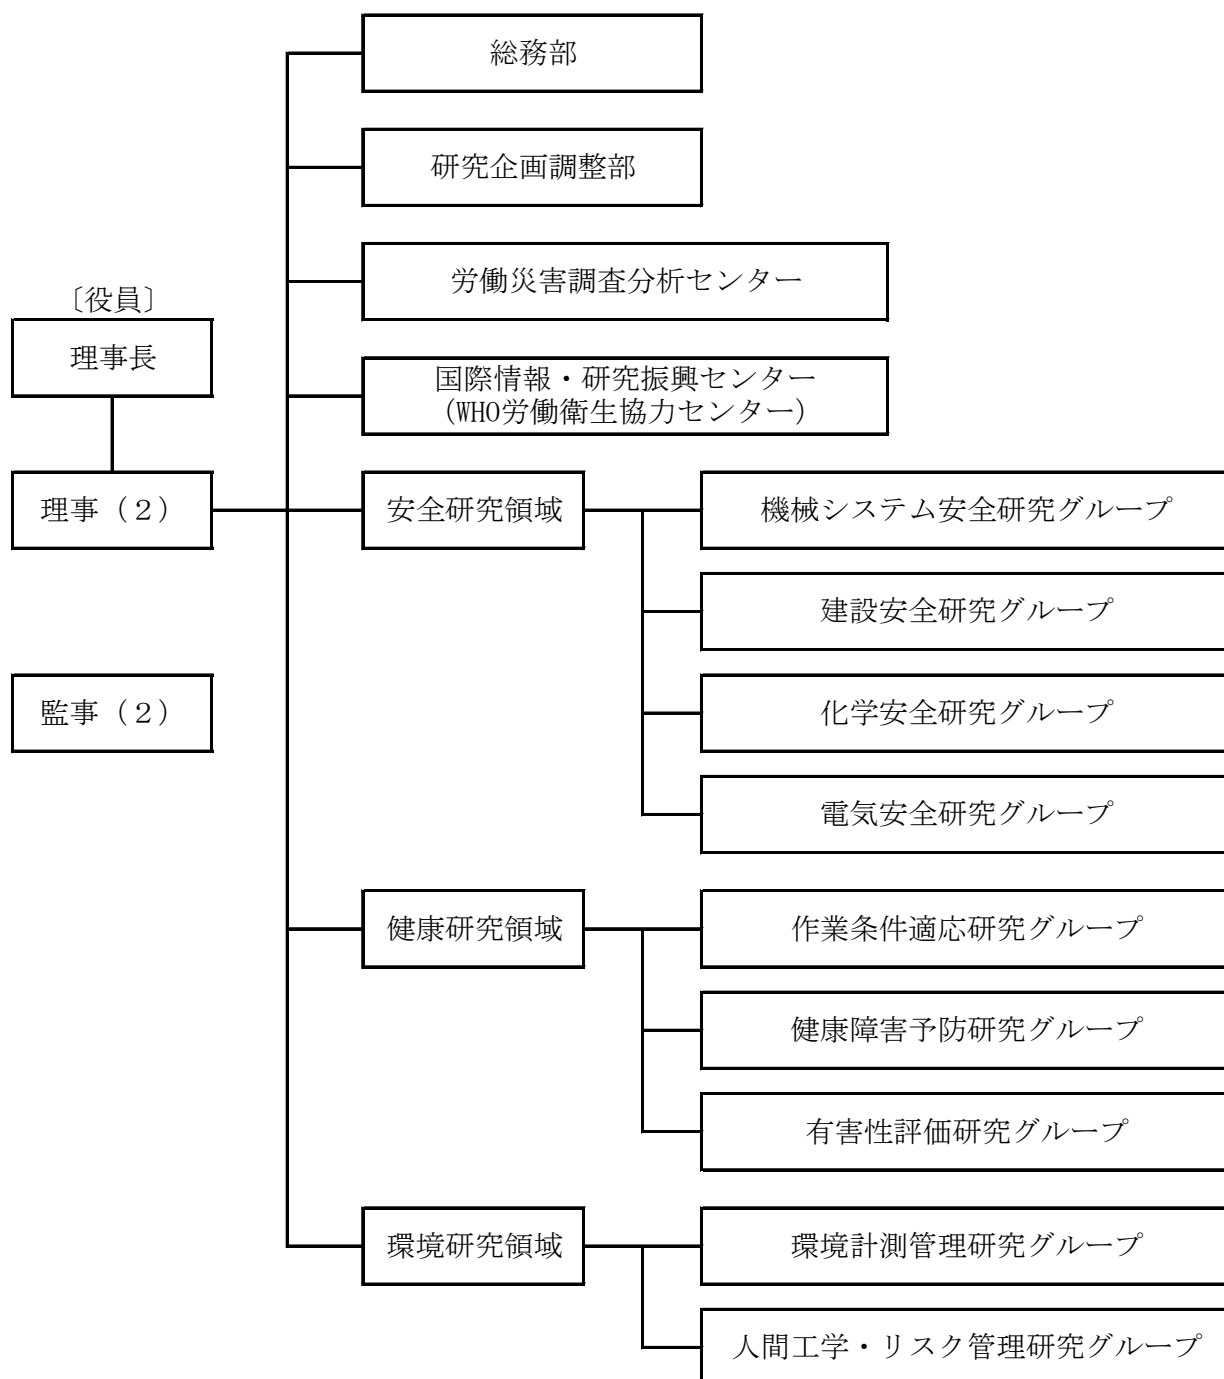 総務部
研究企画調整部
労働災害調査分析センター
〔役員〕
理事長
国際情報・研究振興センター
(WHO労働衛生協力センター)
理事（２）
安全研究領域
機械システム安全研究グループ
建設安全研究グループ
監事（２）
化学安全研究グループ
電気安全研究グループ
健康研究領域
作業条件適応研究グループ
健康障害予防研究グループ
有害性評価研究グループ
環境研究領域
環境計測管理研究グループ
人間工学・リスク管理研究グループ